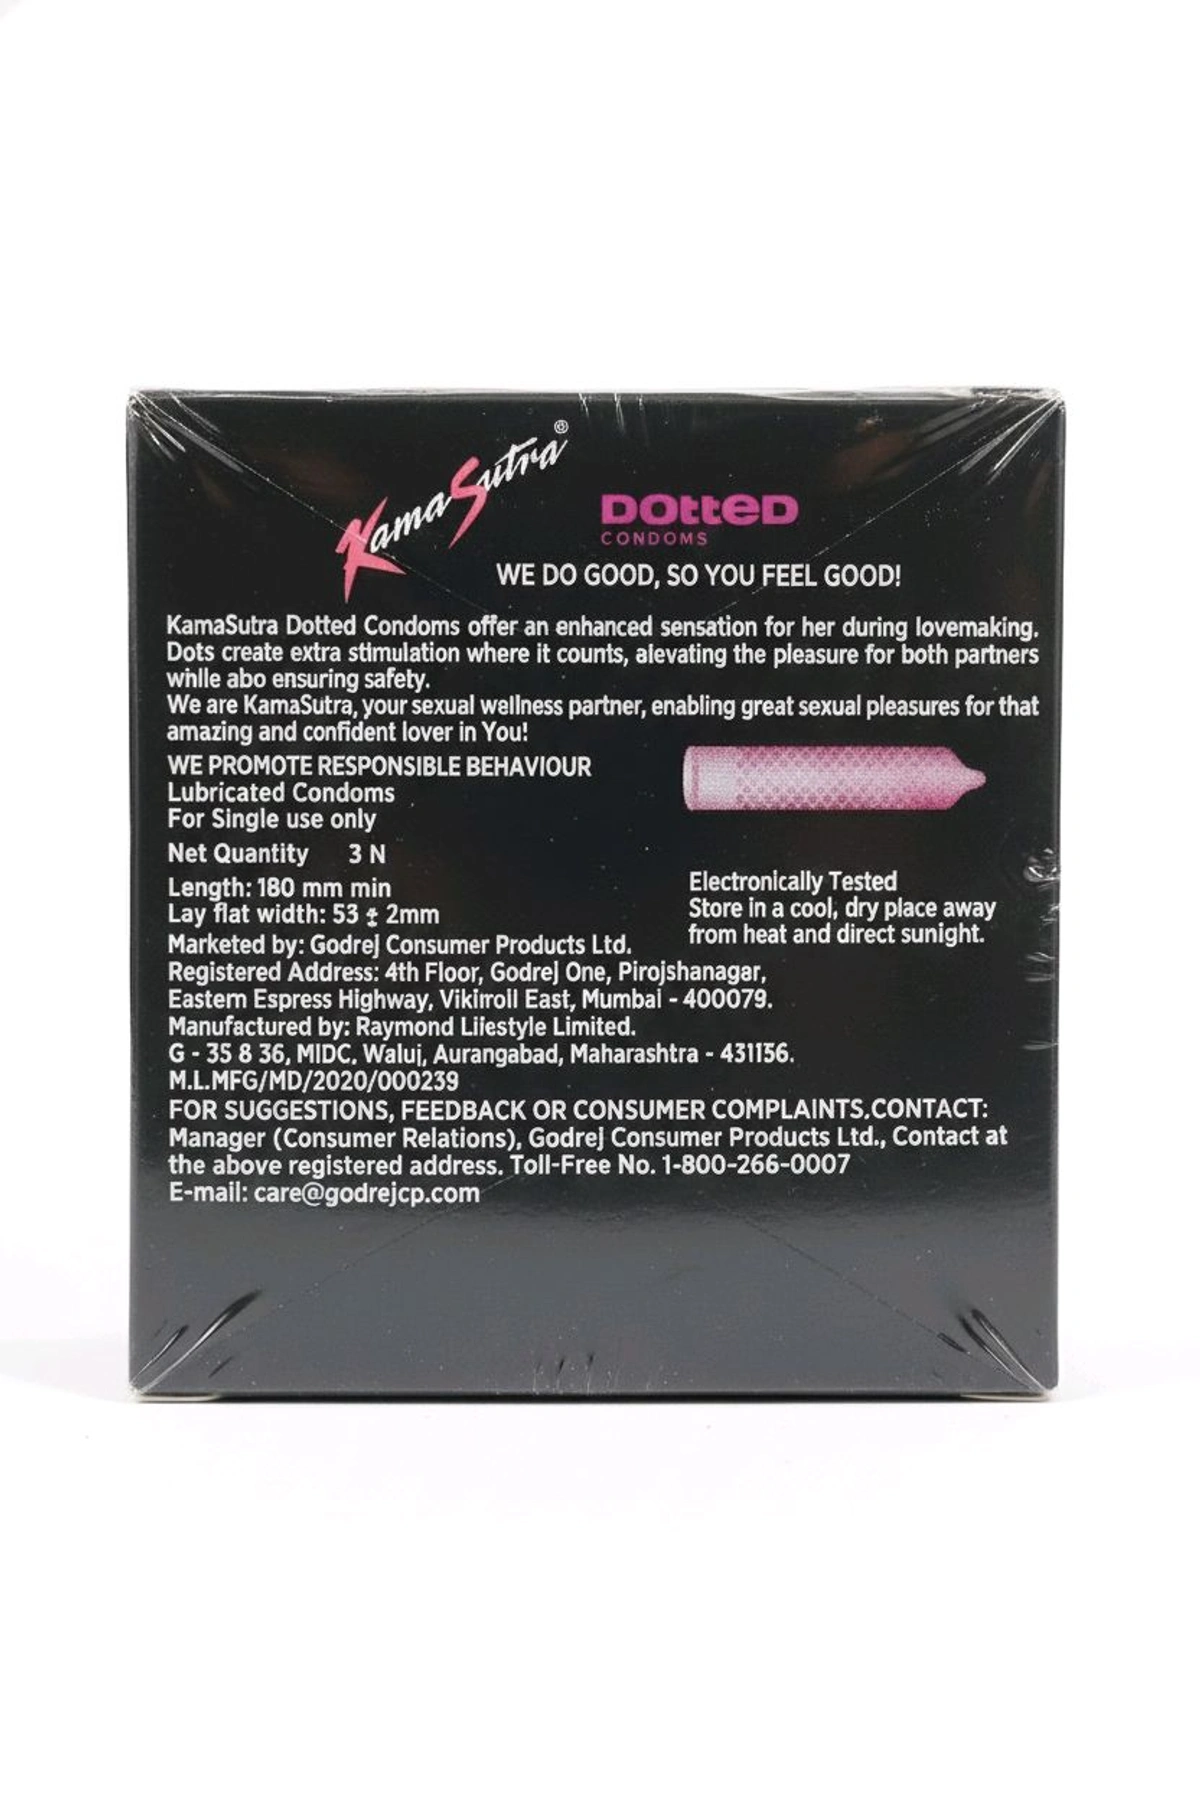 KamaSutra®
DOtteD
CONDOMS
WE DO GOOD, SO YOU FEEL GOOD!
KamaSutra Dotted Condoms offer an enhanced sensation for her during lovemaking.
Dots create extra stimulation where it counts, alevating the pleasure for both partners
while abo ensuring safety.
We are KamaSutra, your sexual wellness partner, enabling great sexual pleasures for that
amazing and confident lover in You!
WE PROMOTE RESPONSIBLE BEHAVIOUR
Lubricated Condoms
For Single use only
Net Quantity 3 N
Length: 180 mm min
Lay flat width: 53 ± 2mm
Electronically Tested
Store in a cool, dry place away
from heat and direct sunight.
Marketed by: Godrej Consumer Products Ltd.
Registered Address: 4th Floor, Godrej One, Pirojshanagar,
Eastem Espress Highway, Vikirroll East, Mumbai - 400079.
Manufactured by: Raymond Liiestyle Limited.
G - 35 8 36, MIDC, Waluj, Aurangabad, Maharashtra - 431136.
M.L.MFG/MD/2020/000239
FOR SUGGESTIONS, FEEDBACK OR CONSUMER COMPLAINTS,CONTACT:
Manager (Consumer Relations), Godrej Consumer Products Ltd., Contact at
the above registered address. Toll-Free No. 1-800-266-0007
E-mail: care@godrejcp.com